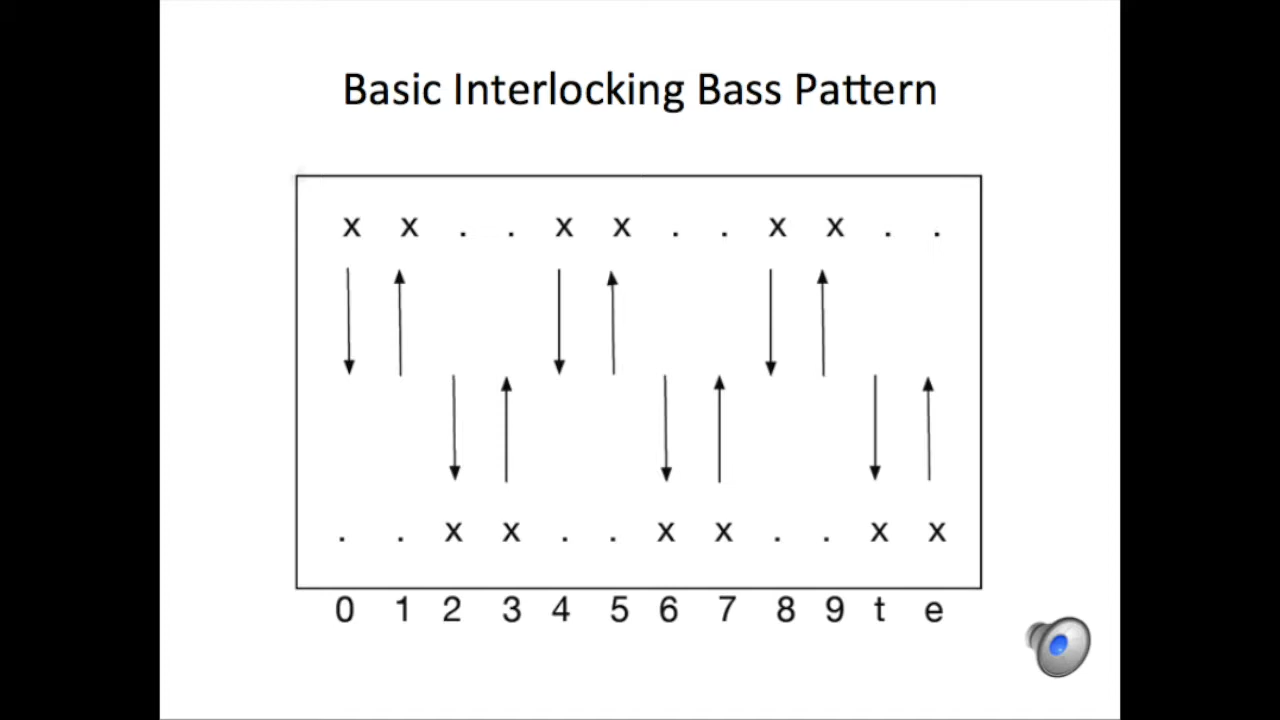 Basic Interlocking Bass Pattern
x x . . x x . . x x . .
. . x x . . x x . . x x
0 1 2 3 4 5 6 7 8 9 t e